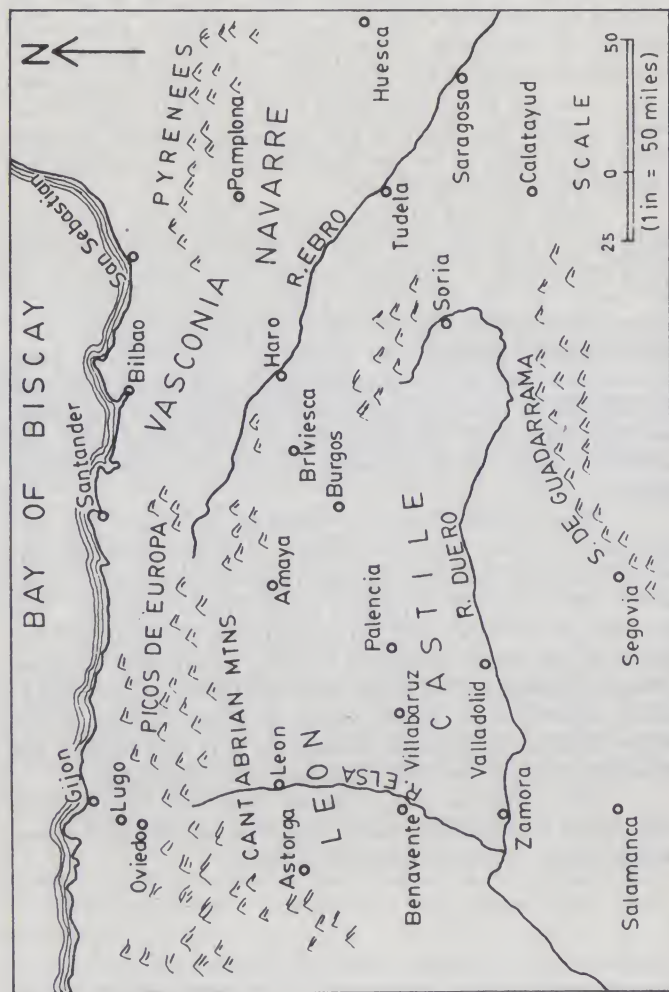 N
BAY OF BISCAY
Gijon
Santander
San Sebastian
Lugo
Oviedo
Bilbao
PICOS DE EUROPA
PYRENEES
VASCONIA
Pamplona
NAVARRE
CANTABRIAN MTNS
Leon
Amaya
Haro
R. EBRO
Briviesca
Burgos
Huesca
Astorga
LEON
R. ELSA
Benavente
Villabaruz
Palencia
CASTILE
Tudela
Saragosa
Soria
Valladolid
R. DUERO
Zamora
Calatayud
S. DE GUADARRAMA
Salamanca
Segovia
SCALE
25 0 50
(1in = 50 miles)